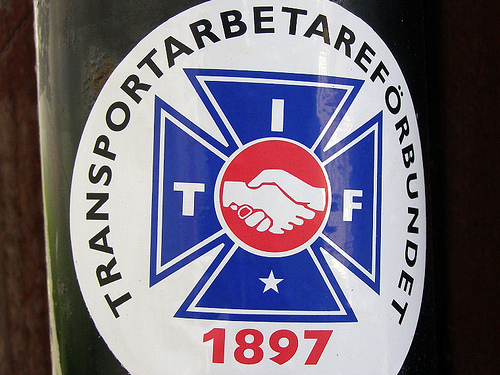 TRANSPORTARBETAREFÖRBUNDET
I
T F
1897